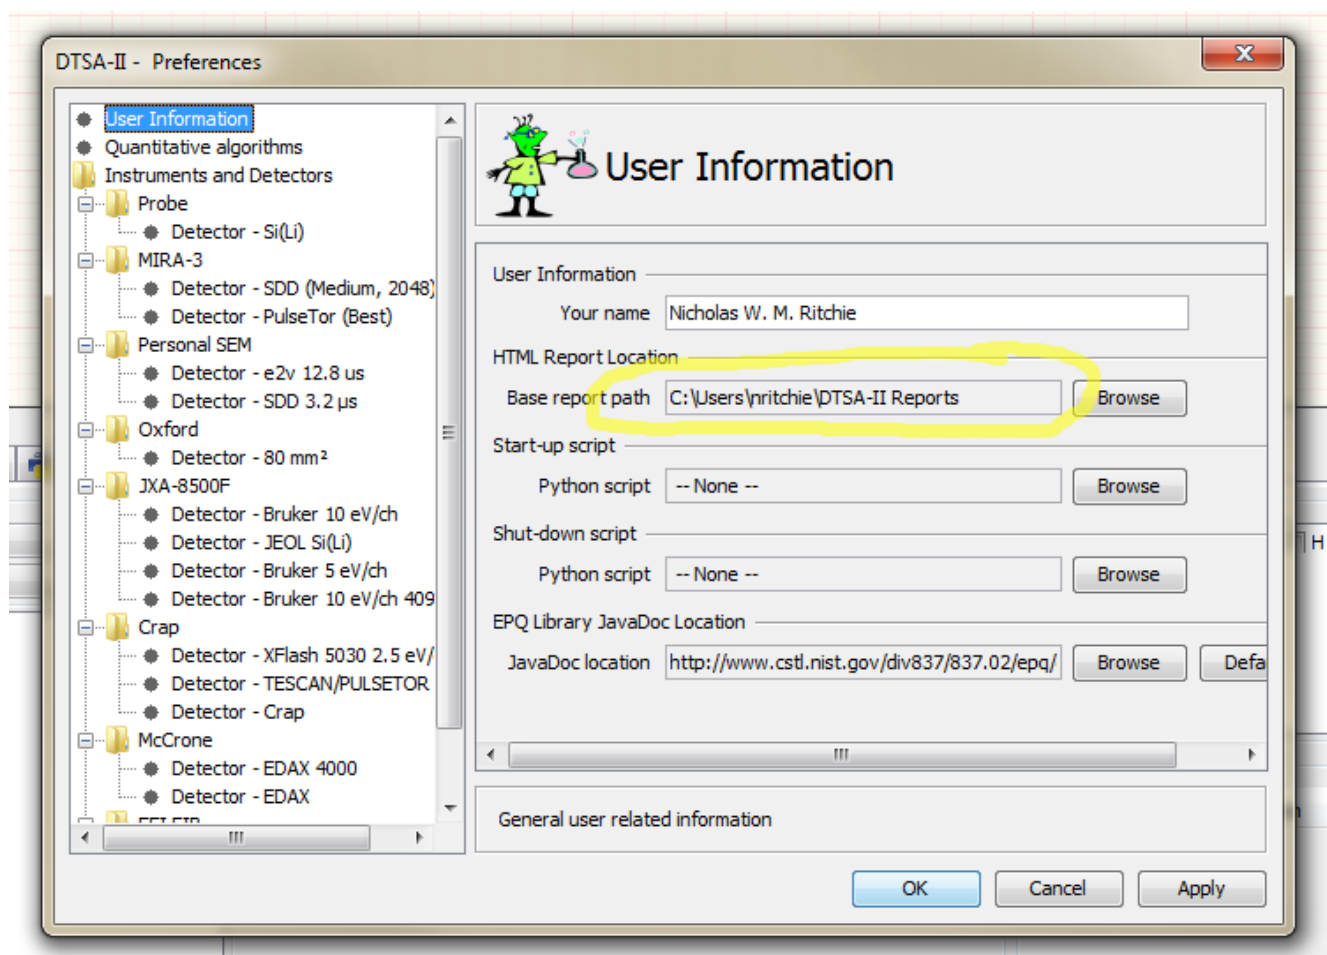 DTSA-II - Preferences
User Information
Quantitative algorithms
Instruments and Detectors
Probe
Detector - Si(Li)
MIRA-3
Detector - SDD (Medium, 2048)
Detector - PulseTor (Best)
Personal SEM
Detector - e2v 12.8 us
Detector - SDD 3.2 µs
Oxford
Detector - 80 mm²
JXA-8500F
Detector - Bruker 10 eV/ch
Detector - JEOL Si(Li)
Detector - Bruker 5 eV/ch
Detector - Bruker 10 eV/ch 409
Crap
Detector - XFlash 5030 2.5 eV/
Detector - TESCAN/PULSETOR
Detector - Crap
McCrone
Detector - EDAX 4000
Detector - EDAX
User Information
User Information
Your name Nicholas W. M. Ritchie
HTML Report Location
Base report path C:\Users\nritchie\DTSA-II Reports Browse
Start-up script
Python script -- None -- Browse
Shut-down script
Python script -- None -- Browse
EPQ Library JavaDoc Location
JavaDoc location http://www.cstl.nist.gov/div837/837.02/epq/ Browse Defa
General user related information
OK Cancel Apply
H